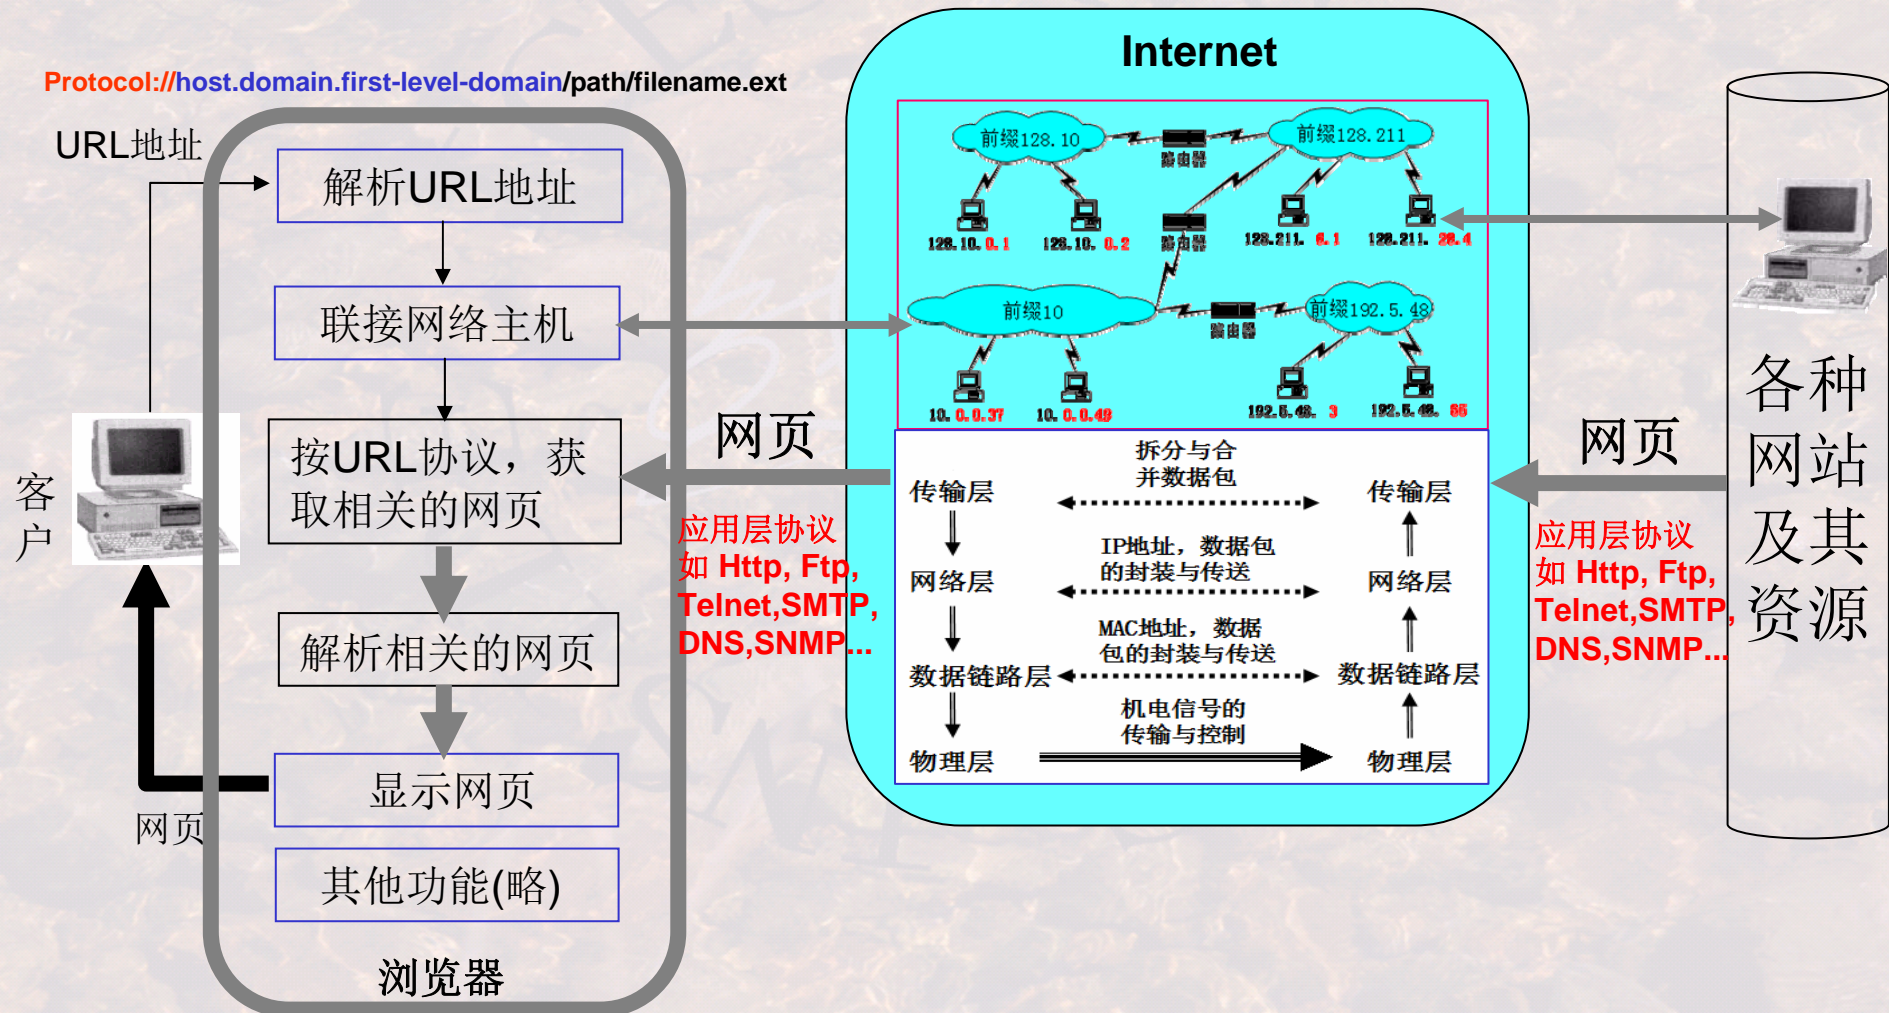 Internet
Protocol://host.domain.first-level-domain/path/filename.ext
URL地址
解析URL地址
联接网络主机
按URL协议，获
取相关的网页
解析相关的网页
显示网页
其他功能(略)
浏览器
客
户
网页
网页
应用层协议
如 Http, Ftp,
Telnet,SMTP,
DNS,SNMP...
前缀128.10
路由器
前缀128.211
128.10.0.1
128.10.0.2
路由器
128.211.6.1
128.211.28.4
前缀10
路由器
前缀192.5.48
10.0.0.37
10.0.0.49
192.5.48.3
192.5.48.85
拆分与合
并数据包
传输层
传输层
IP地址，数据包
的封装与传送
网络层
网络层
MAC地址，数据
包的封装与传送
数据链路层
数据链路层
机电信号的
传输与控制
物理层
物理层
网页
应用层协议
如 Http, Ftp,
Telnet,SMTP,
DNS,SNMP...
各种
网站
及其
资源